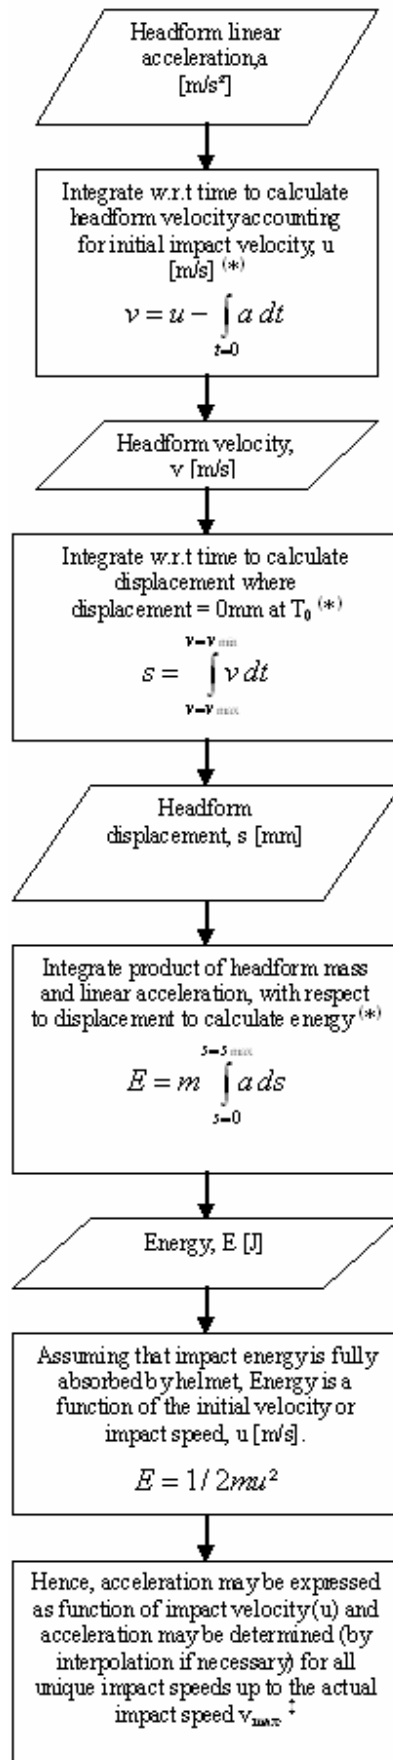 Headform linear
acceleration,a
[m/s²]
Integrate w.r.t time to calculate
headform velocity accounting
for initial impact velocity, u
[m/s] (*)
v = u − ∫ a dt
t=0
Headform velocity,
v [m/s]
Integrate w.r.t time to calculate
displacement where
displacement = 0mm at T₀ (*)
v=v min
s = ∫ v dt
v=v max
Headform
displacement, s [mm]
Integrate product of headform mass
and linear acceleration, with respect
to displacement to calculate energy (*)
s=s max
E = m ∫ a ds
s=0
Energy, E [J]
Assuming that impact energy is fully
absorbed by helmet, Energy is a
function of the initial velocity or
impact speed, u [m/s].
E = 1/ 2mu²
Hence, acceleration may be expressed
as function of impact velocity (u) and
acceleration may be determined (by
interpolation if necessary) for all
unique impact speeds up to the actual
impact speed vmax ‡